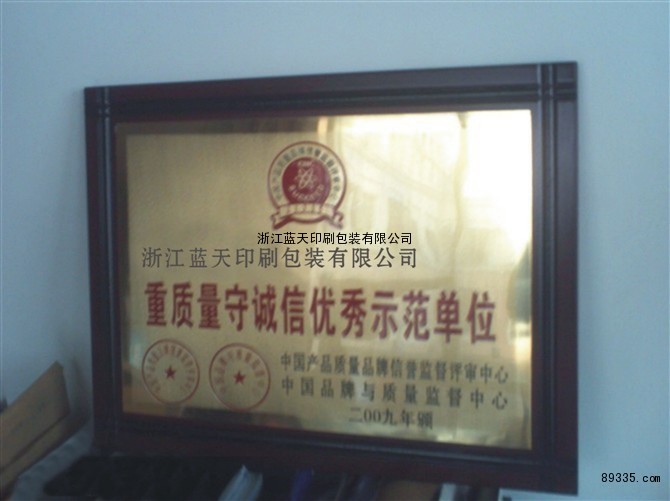 浙江蓝天印刷包装有限公司
浙江蓝天印刷包装有限公司
重质量守诚信优秀示范单位
中国产品质量品牌信誉监督评审中心
中国品牌与质量监督中心
二00九年颁
89335.com